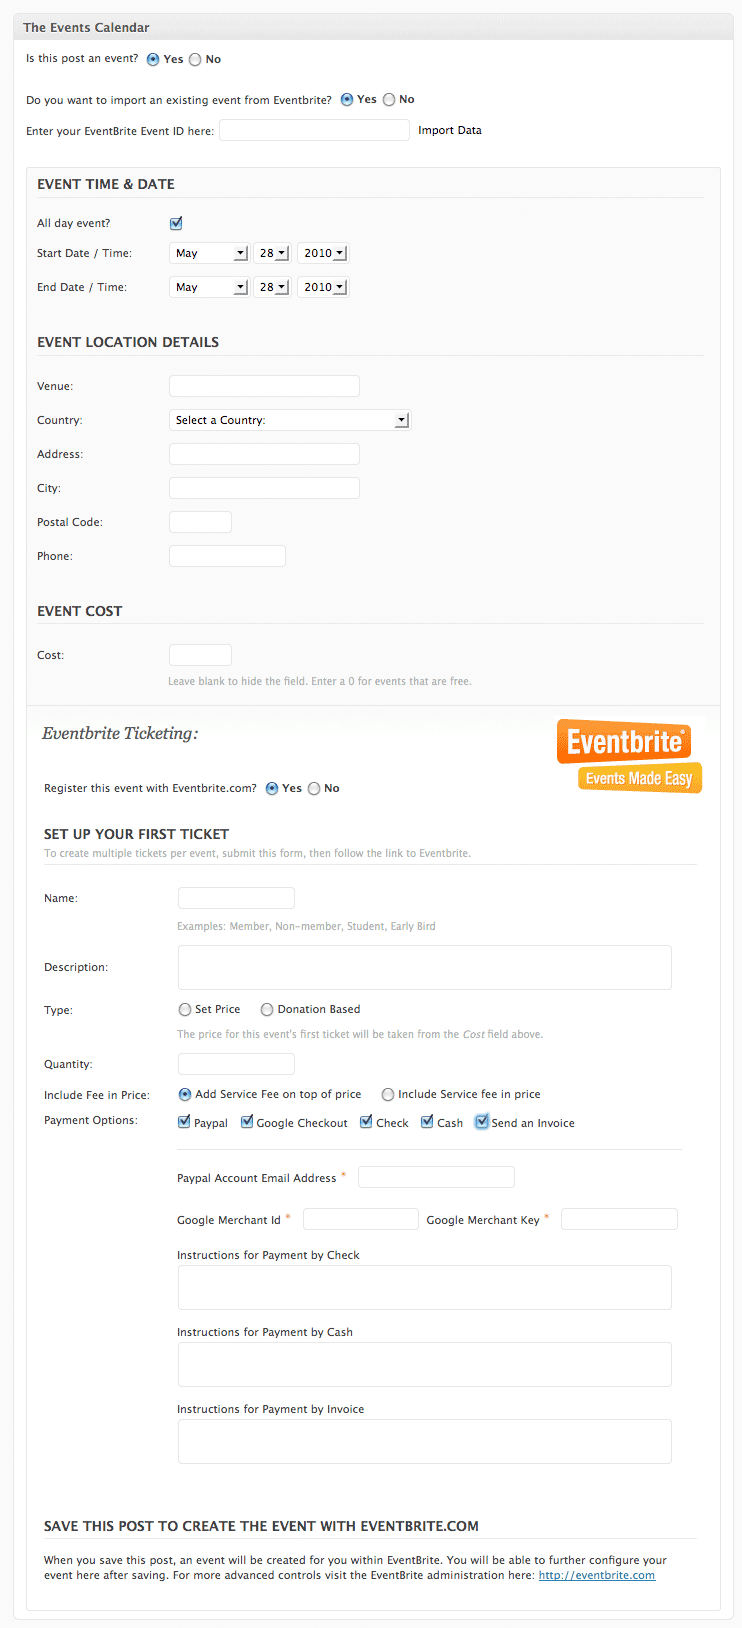 The Events Calendar
Is this post an event? Yes No
Do you want to import an existing event from Eventbrite? Yes No
Enter your EventBrite Event ID here: Import Data
EVENT TIME & DATE
All day event?
Start Date / Time: May 28 2010
End Date / Time: May 28 2010
EVENT LOCATION DETAILS
Venue:
Country: Select a Country:
Address:
City:
Postal Code:
Phone:
EVENT COST
Cost:
Leave blank to hide the field. Enter a 0 for events that are free.
Eventbrite Ticketing:
Eventbrite®
Events Made Easy
Register this event with Eventbrite.com? Yes No
SET UP YOUR FIRST TICKET
To create multiple tickets per event, submit this form, then follow the link to Eventbrite.
Name:
Examples: Member, Non-member, Student, Early Bird
Description:
Type: Set Price Donation Based
The price for this event's first ticket will be taken from the Cost field above.
Quantity:
Include Fee in Price: Add Service Fee on top of price Include Service fee in price
Payment Options: Paypal Google Checkout Check Cash Send an Invoice
Paypal Account Email Address *
Google Merchant Id * Google Merchant Key *
Instructions for Payment by Check
Instructions for Payment by Cash
Instructions for Payment by Invoice
SAVE THIS POST TO CREATE THE EVENT WITH EVENTBRITE.COM
When you save this post, an event will be created for you within EventBrite. You will be able to further configure your
event here after saving. For more advanced controls visit the EventBrite administration here: http://eventbrite.com